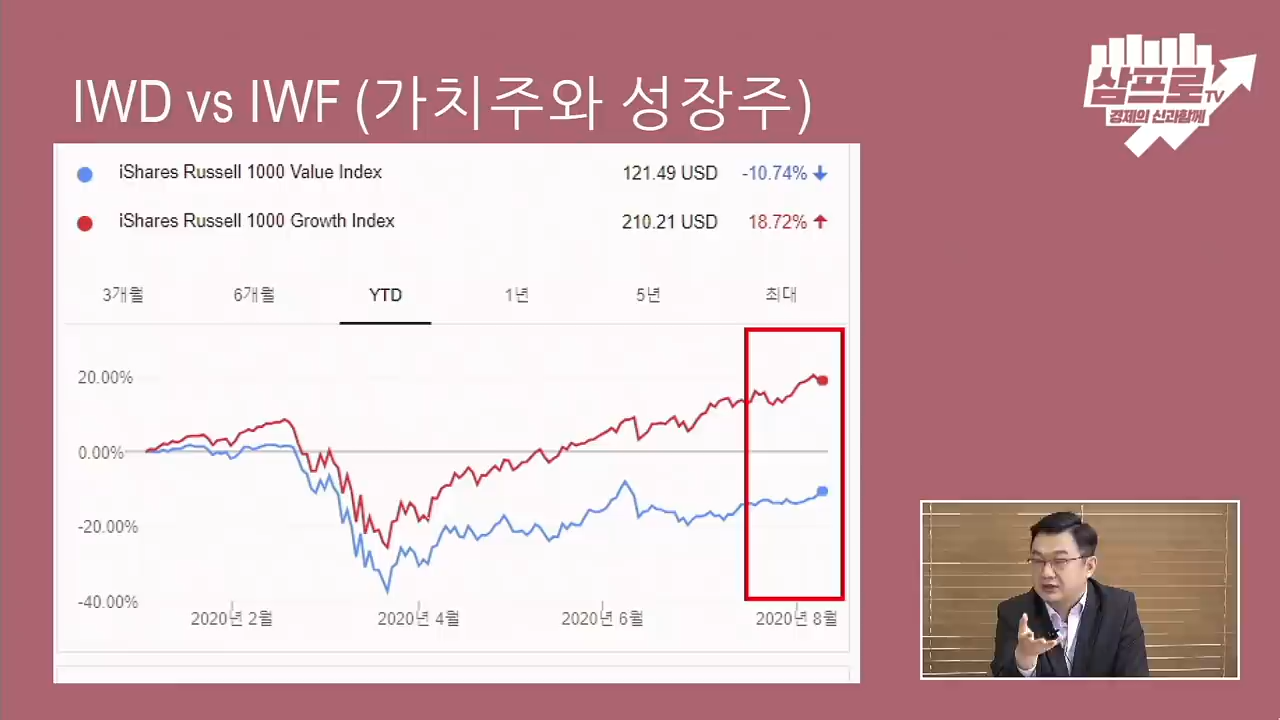 IWD vs IWF (가치주와 성장주)
삼프로TV
경제의 신과함께
iShares Russell 1000 Value Index 121.49 USD -10.74%
iShares Russell 1000 Growth Index 210.21 USD 18.72%
3개월 6개월 YTD 1년 5년 최대
20.00%
0.00%
-20.00%
-40.00%
2020년 2월 2020년 4월 2020년 6월 2020년 8월